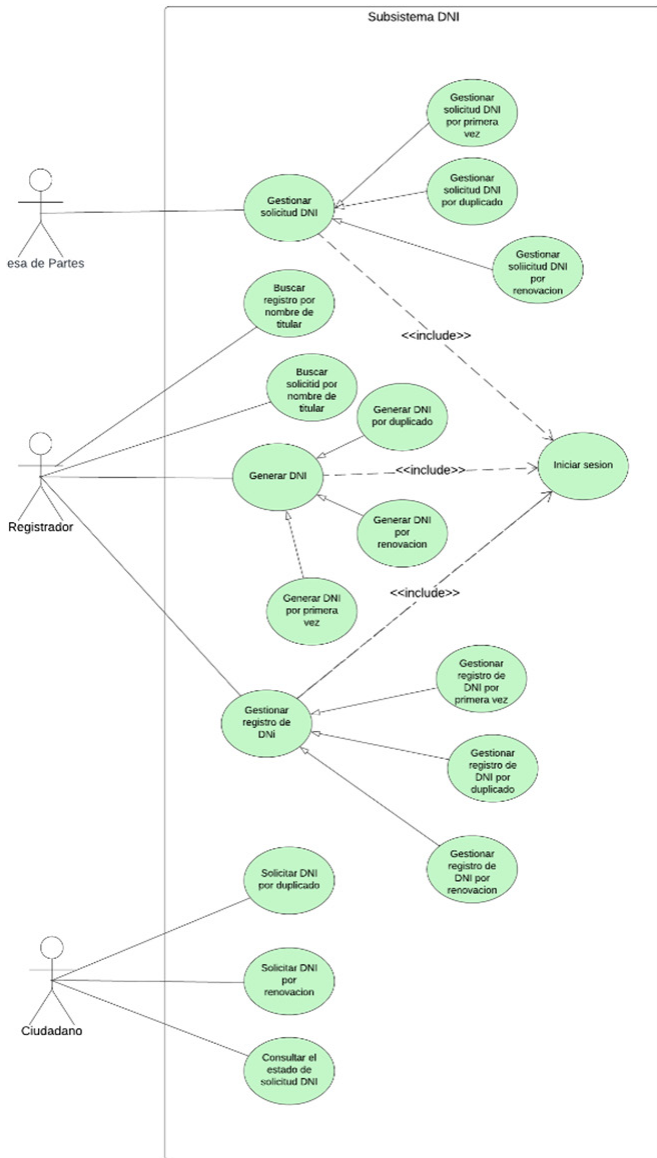 Subsistema DNI
Gestionar
solicitud DNI
por primera
vez
Gestionar
solicitud DNI
por duplicado
Gestionar
solicitud DNI
esa de Partes
Gestionar
soliicitud DNI
por
renovacion
Buscar
registro por
nombre de
titular
<<include>>
Buscar
solicitid por
nombre de
titular
Generar DNI
por duplicado
Generar DNI
<<include>>
Iniciar sesion
Registrador
Generar DNI
por
renovacion
Generar DNI
por primera
vez
<<include>>
Gestionar
registro de
DNI por
primera vez
Gestionar
registro de
DNi
Gestionar
registro de
DNI por
duplicado
Gestionar
registro de
DNI por
renovacion
Solicitar DNI
por duplicado
Solicitar DNI
por
renovacion
Ciudadano
Consultar el
estado de
solicitud DNI